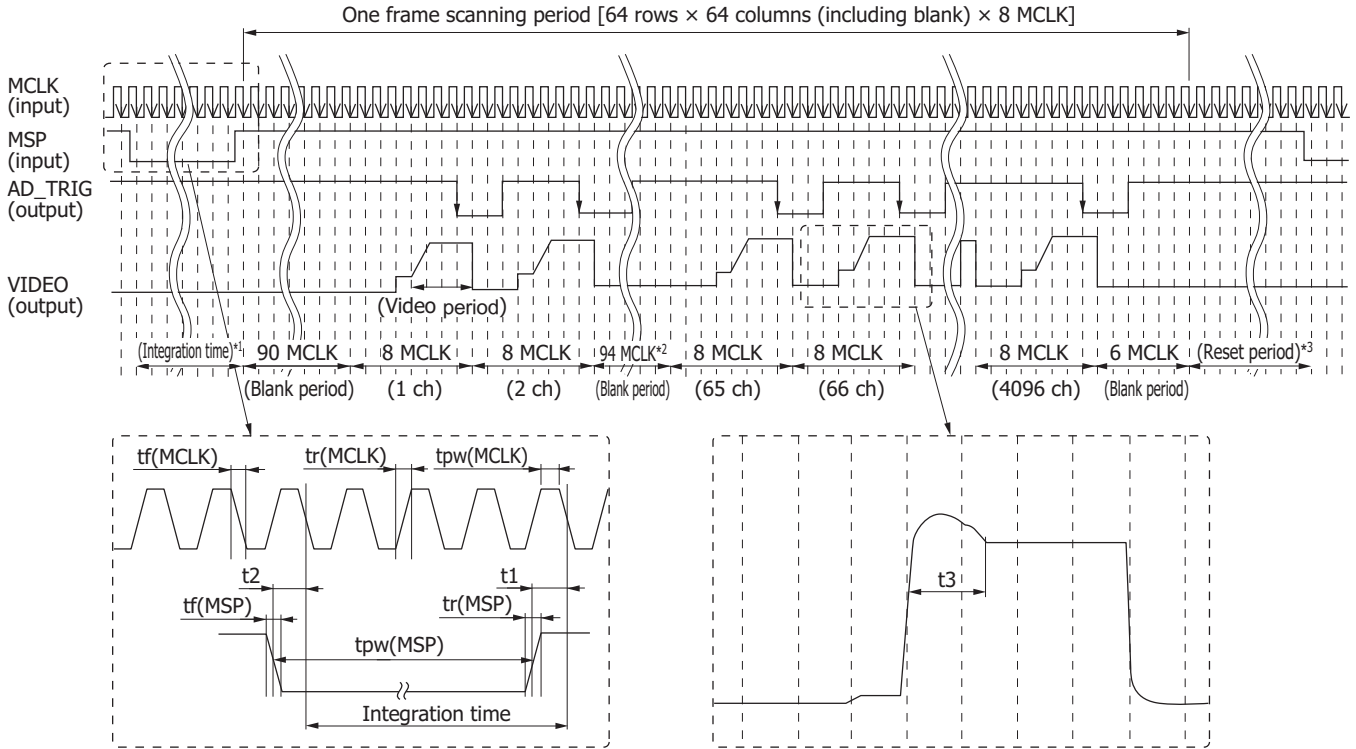 One frame scanning period [64 rows × 64 columns (including blank) × 8 MCLK]
MCLK
(input)
MSP
(input)
AD_TRIG
(output)
VIDEO
(output)
(Video period)
(Integration time)*1
90 MCLK
(Blank period)
8 MCLK
(1 ch)
8 MCLK
(2 ch)
94 MCLK*2
(Blank period)
8 MCLK
(65 ch)
8 MCLK
(66 ch)
8 MCLK
(4096 ch)
6 MCLK
(Blank period)
(Reset period)*3
tf(MCLK)
tr(MCLK)
tpw(MCLK)
t2
t1
tf(MSP)
tr(MSP)
tpw(MSP)
Integration time
t3